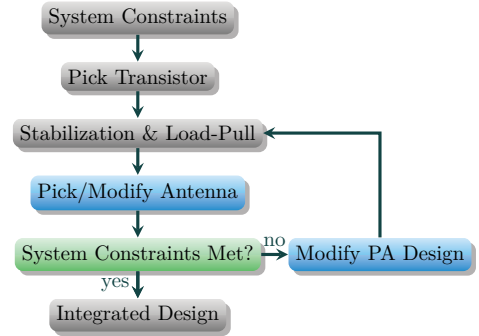 System Constraints
Pick Transistor
Stabilization & Load-Pull
Pick/Modify Antenna
System Constraints Met?
no
Modify PA Design
yes
Integrated Design